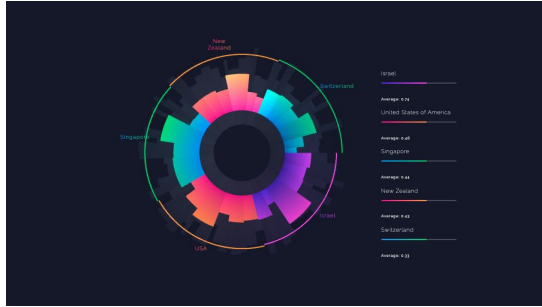 New
Zealand
Switzerland
Singapore
Israel
USA
Israel
Average: 0.74
United States of America
Average: 0.46
Singapore
Average: 0.44
New Zealand
Average: 0.43
Switzerland
Average: 0.33